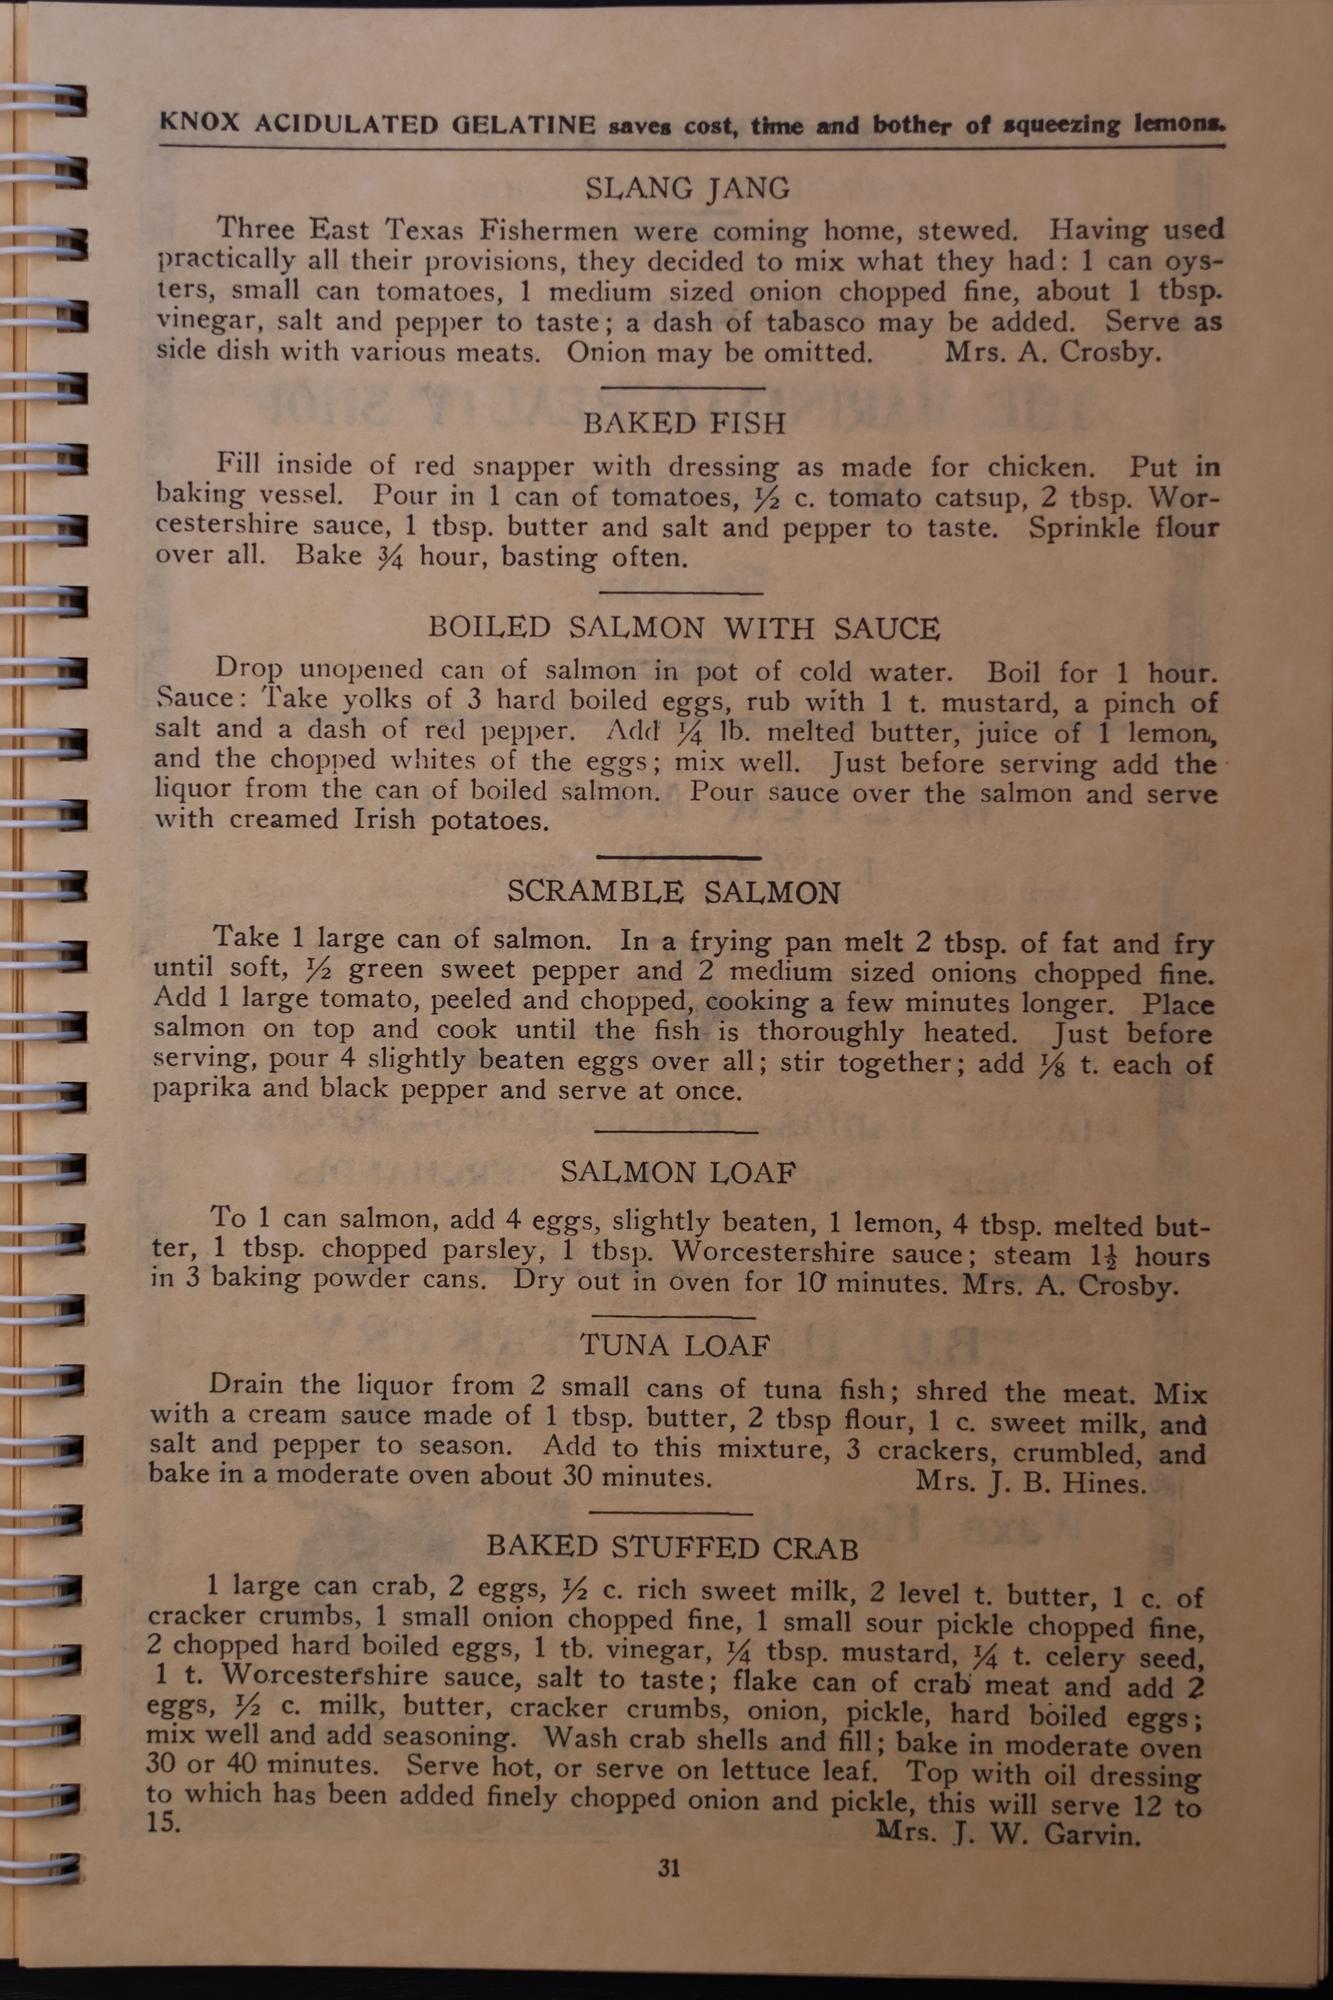 KNOX ACIDULATED GELATINE saves cost, time and bother of squeezing lemons.
SLANG JANG
Three East Texas Fishermen were coming home, stewed. Having used
practically all their provisions, they decided to mix what they had: 1 can oys-
ters, small can tomatoes, 1 medium sized onion chopped fine, about 1 tbsp.
vinegar, salt and pepper to taste; a dash of tabasco may be added. Serve as
side dish with various meats. Onion may be omitted. Mrs. A. Crosby.
BAKED FISH
Fill inside of red snapper with dressing as made for chicken. Put in
baking vessel. Pour in 1 can of tomatoes, ½ c. tomato catsup, 2 tbsp. Wor-
cestershire sauce, 1 tbsp. butter and salt and pepper to taste. Sprinkle flour
over all. Bake ¾ hour, basting often.
BOILED SALMON WITH SAUCE
Drop unopened can of salmon in pot of cold water. Boil for 1 hour.
Sauce: Take yolks of 3 hard boiled eggs, rub with 1 t. mustard, a pinch of
salt and a dash of red pepper. Add ¼ lb. melted butter, juice of 1 lemon,
and the chopped whites of the eggs; mix well. Just before serving add the
liquor from the can of boiled salmon. Pour sauce over the salmon and serve
with creamed Irish potatoes.
SCRAMBLE SALMON
Take 1 large can of salmon. In a frying pan melt 2 tbsp. of fat and fry
until soft, ½ green sweet pepper and 2 medium sized onions chopped fine.
Add 1 large tomato, peeled and chopped, cooking a few minutes longer. Place
salmon on top and cook until the fish is thoroughly heated. Just before
serving, pour 4 slightly beaten eggs over all; stir together; add ⅛ t. each of
paprika and black pepper and serve at once.
SALMON LOAF
To 1 can salmon, add 4 eggs, slightly beaten, 1 lemon, 4 tbsp. melted but-
ter, 1 tbsp. chopped parsley, 1 tbsp. Worcestershire sauce; steam 1½ hours
in 3 baking powder cans. Dry out in oven for 10 minutes. Mrs. A. Crosby.
TUNA LOAF
Drain the liquor from 2 small cans of tuna fish; shred the meat. Mix
with a cream sauce made of 1 tbsp. butter, 2 tbsp flour, 1 c. sweet milk, and
salt and pepper to season. Add to this mixture, 3 crackers, crumbled, and
bake in a moderate oven about 30 minutes. Mrs. J. B. Hines.
BAKED STUFFED CRAB
1 large can crab, 2 eggs, ½ c. rich sweet milk, 2 level t. butter, 1 c. of
cracker crumbs, 1 small onion chopped fine, 1 small sour pickle chopped fine,
2 chopped hard boiled eggs, 1 tb. vinegar, ¼ tbsp. mustard, ¼ t. celery seed,
1 t. Worcestershire sauce, salt to taste; flake can of crab meat and add 2
eggs, ½ c. milk, butter, cracker crumbs, onion, pickle, hard boiled eggs;
mix well and add seasoning. Wash crab shells and fill; bake in moderate oven
30 or 40 minutes. Serve hot, or serve on lettuce leaf. Top with oil dressing
to which has been added finely chopped onion and pickle, this will serve 12 to
15. Mrs. J. W. Garvin.
31